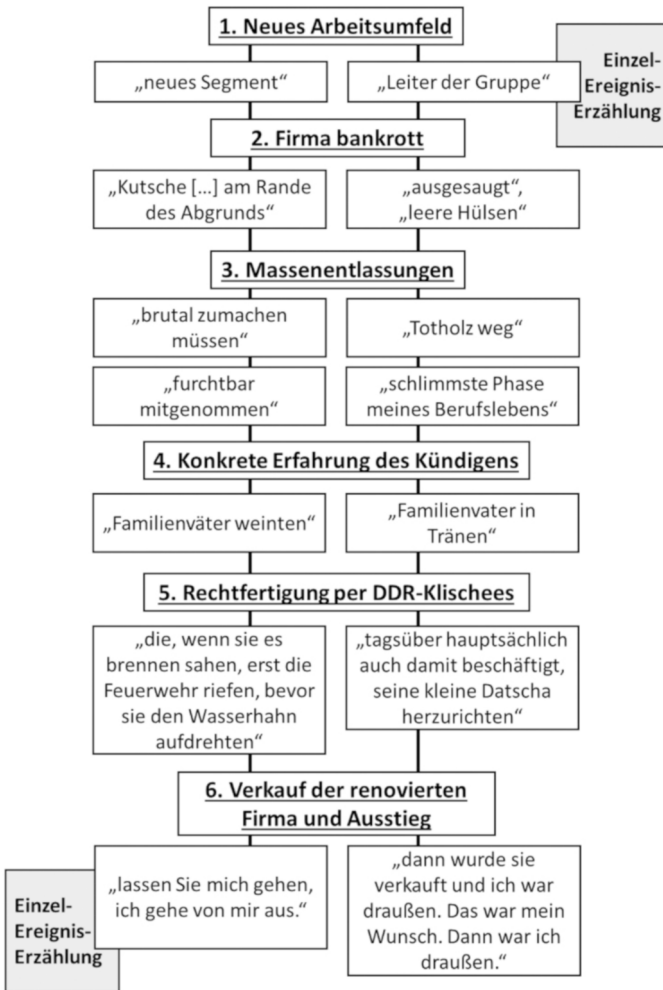 1. Neues Arbeitsumfeld
„neues Segment“
„Leiter der Gruppe“
Einzel-
Ereignis-
Erzählung
2. Firma bankrott
„Kutsche [...] am Rande
des Abgrunds“
„ausgesaugt“,
„leere Hülsen“
3. Massenentlassungen
„brutal zumachen
müssen“
„Totholz weg“
„furchtbar
mitgenommen“
„schlimmste Phase
meines Berufslebens“
4. Konkrete Erfahrung des Kündigens
„Familienväter weinten“
„Familienvater in
Tränen“
5. Rechtfertigung per DDR-Klischees
„die, wenn sie es
brennen sahen, erst die
Feuerwehr riefen, bevor
sie den Wasserhahn
aufdrehten“
„tagsüber hauptsächlich
auch damit beschäftigt,
seine kleine Datscha
herzurichten“
6. Verkauf der renovierten
Firma und Ausstieg
Einzel-
Ereignis-
Erzählung
„lassen Sie mich gehen,
ich gehe von mir aus.“
„dann wurde sie
verkauft und ich war
draußen. Das war mein
Wunsch. Dann war ich
draußen.“